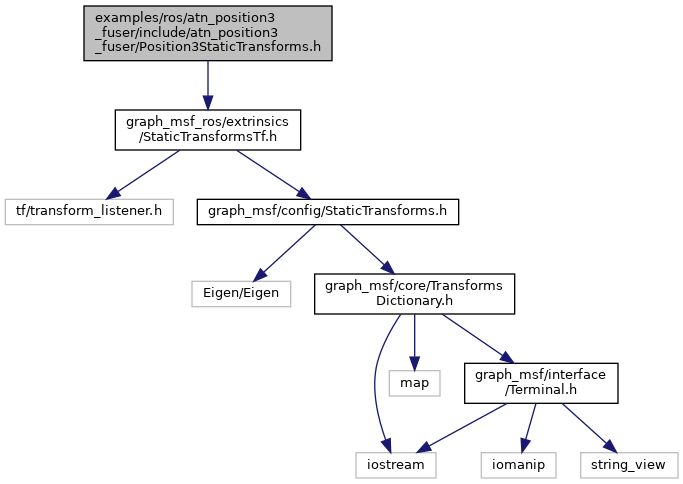 examples/ros/atn_position3
_fuser/include/atn_position3
_fuser/Position3StaticTransforms.h
graph_msf_ros/extrinsics
/StaticTransformsTf.h
tf/transform_listener.h
graph_msf/config/StaticTransforms.h
Eigen/Eigen
graph_msf/core/Transforms
Dictionary.h
map
graph_msf/interface
/Terminal.h
iostream
iomanip
string_view